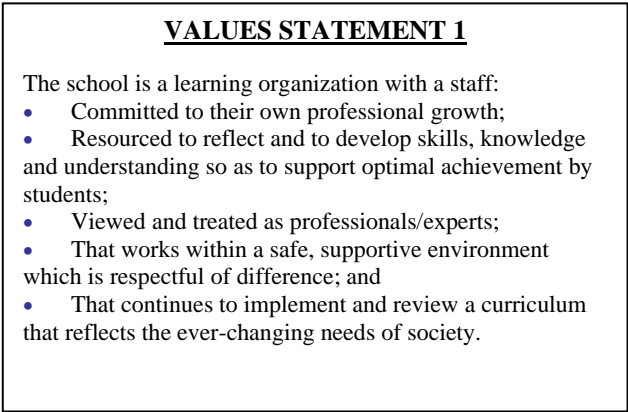 VALUES STATEMENT 1
The school is a learning organization with a staff:
• Committed to their own professional growth;
• Resourced to reflect and to develop skills, knowledge
and understanding so as to support optimal achievement by
students;
• Viewed and treated as professionals/experts;
• That works within a safe, supportive environment
which is respectful of difference; and
• That continues to implement and review a curriculum
that reflects the ever-changing needs of society.